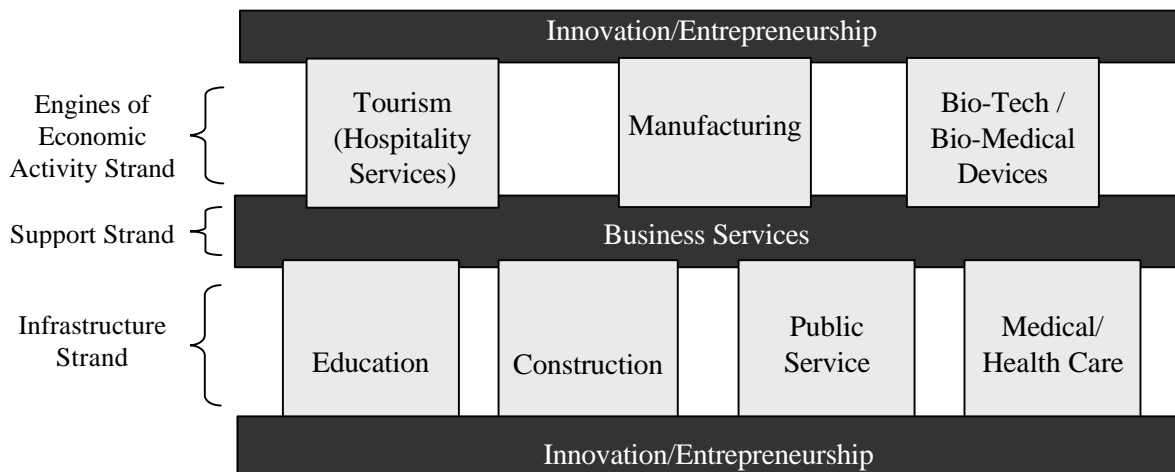 Innovation/Entrepreneurship
Engines of
Economic
Activity Strand
Tourism
(Hospitality
Services)
Manufacturing
Bio-Tech /
Bio-Medical
Devices
Support Strand
Business Services
Infrastructure
Strand
Education
Construction
Public
Service
Medical/
Health Care
Innovation/Entrepreneurship